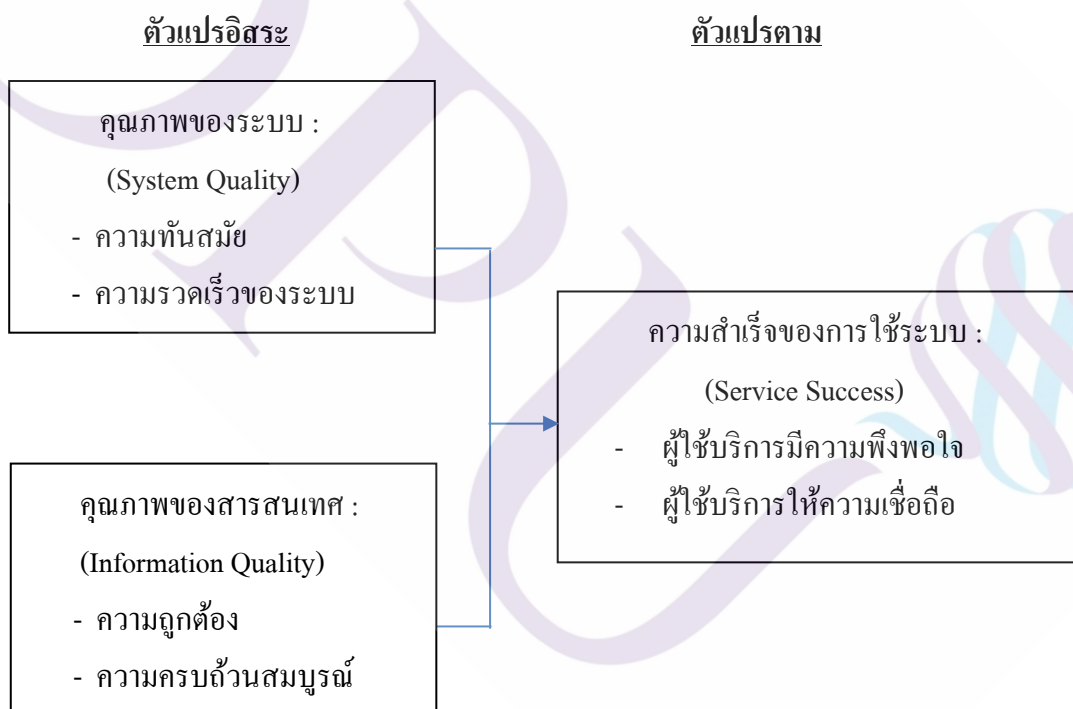 ตัวแปรอิสระ
ตัวแปรตาม
คุณภาพของระบบ :
(System Quality)
- ความทันสมัย
- ความรวดเร็วของระบบ
คุณภาพของสารสนเทศ :
(Information Quality)
- ความถูกต้อง
- ความครบถ้วนสมบูรณ์
ความสำเร็จของการใช้ระบบ :
(Service Success)
- ผู้ใช้บริการมีความพึงพอใจ
- ผู้ใช้บริการให้ความเชื่อถือ